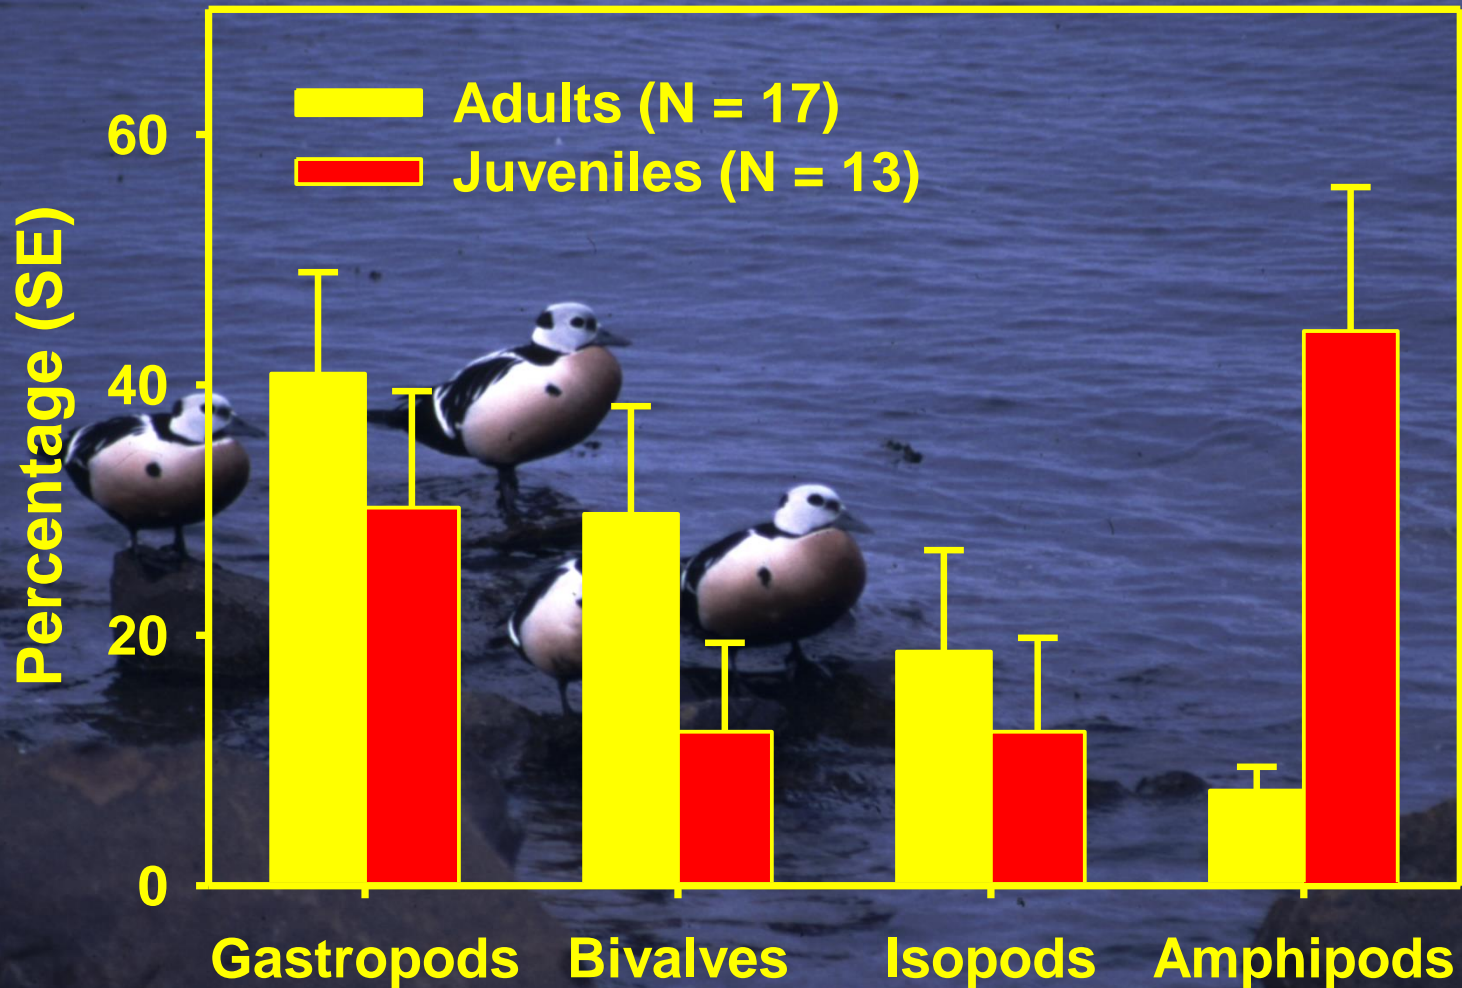 Adults (N = 17)
Juveniles (N = 13)
Percentage (SE)
60
40
20
0
Gastropods Bivalves Isopods Amphipods